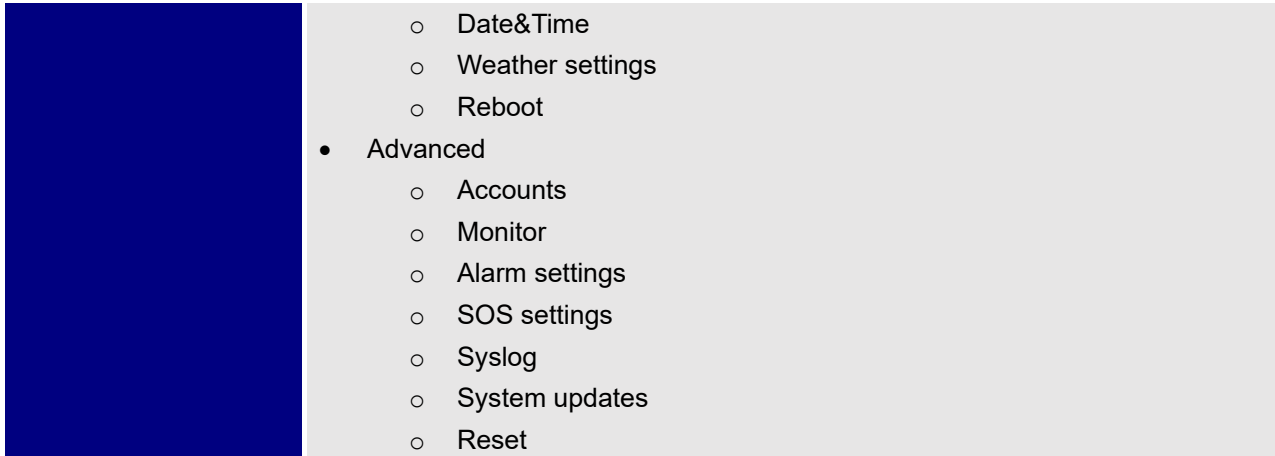 o Date&Time
o Weather settings
o Reboot
• Advanced
o Accounts
o Monitor
o Alarm settings
o SOS settings
o Syslog
o System updates
o Reset